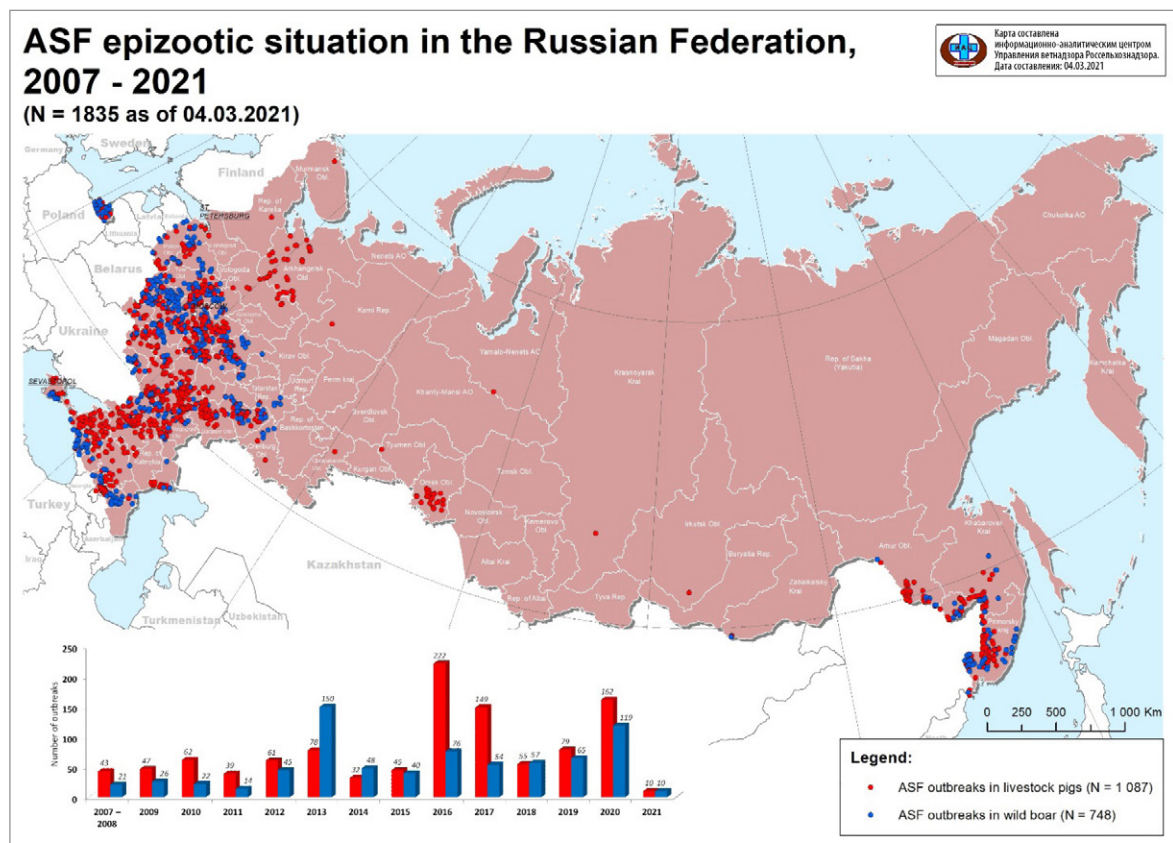 ASF epizootic situation in the Russian Federation,
2007 - 2021
(N = 1835 as of 04.03.2021)
Карта составлена
информационно-аналитическим центром
Управления ветнадзора Россельхознадзора.
Дата составления: 04.03.2021
Sweden
Germany
Finland
Murmansk
Obl.
Rep. of
Karelia
ST.
PETERSBURG
Poland
Latvia
Lithuania
Belarus
Vologda
Obl.
Arkhangelsk
Obl.
Nenets AO
Komi Rep.
Ukraine
Kirov Obl.
Perm kraj
Yamalo-Nenets AC
Khanty-Mansi AO
Krasnoyarsk
Krai
Rep. of Sakha
(Yakutia)
Chukotka AO
Magadan Obl.
Kamchatka
Krai
SEVASTOPOL
Tatarstan
Rep.
Udmurt
Rep.
Rep. of
Bashkortostan
Sverdlovsk
Obl.
Tyumen Obl.
Kurgan Obl.
Orenburg
Obl.
Omsk Obl.
Tomsk Obl.
Novosibirsk
Obl.
Kemerovo
Obl.
Altai Krai
Rep. of Altai
Tyva Rep.
Irkutsk Obl.
Buryatia Rep.
Zabaikalsky
Krai
Amur Obl.
Khabarovsk
Krai
Primorsky
Georgia
Turkey
Azerbaijan
Iraq
Kazakhstan
Turkmenistan
Uzbekistan
0 250 500 1 000 Km
Number of outbreaks
250
200
150
100
50
0
43 21 47 26 62 22 39 14 61 45 78 150 32 48 45 40 222 76 149 54 55 57 79 65 162 119 10 10
2007 –
2008
2009 2010 2011 2012 2013 2014 2015 2016 2017 2018 2019 2020 2021
Legend:
ASF outbreaks in livestock pigs (N = 1 087)
ASF outbreaks in wild boar (N = 748)